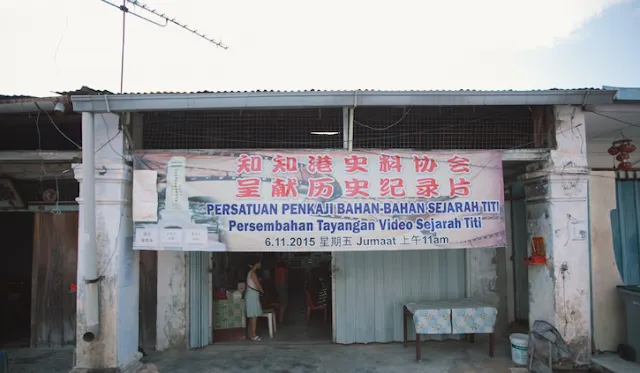 知知港史料协会
呈献历史纪录片
PERSATUAN PENKAJI BAHAN-BAHAN SEJARAH TITI
Persembahan Tayangan Video Sejarah Titi
6.11.2015 星期五 Jumaat 上午11am